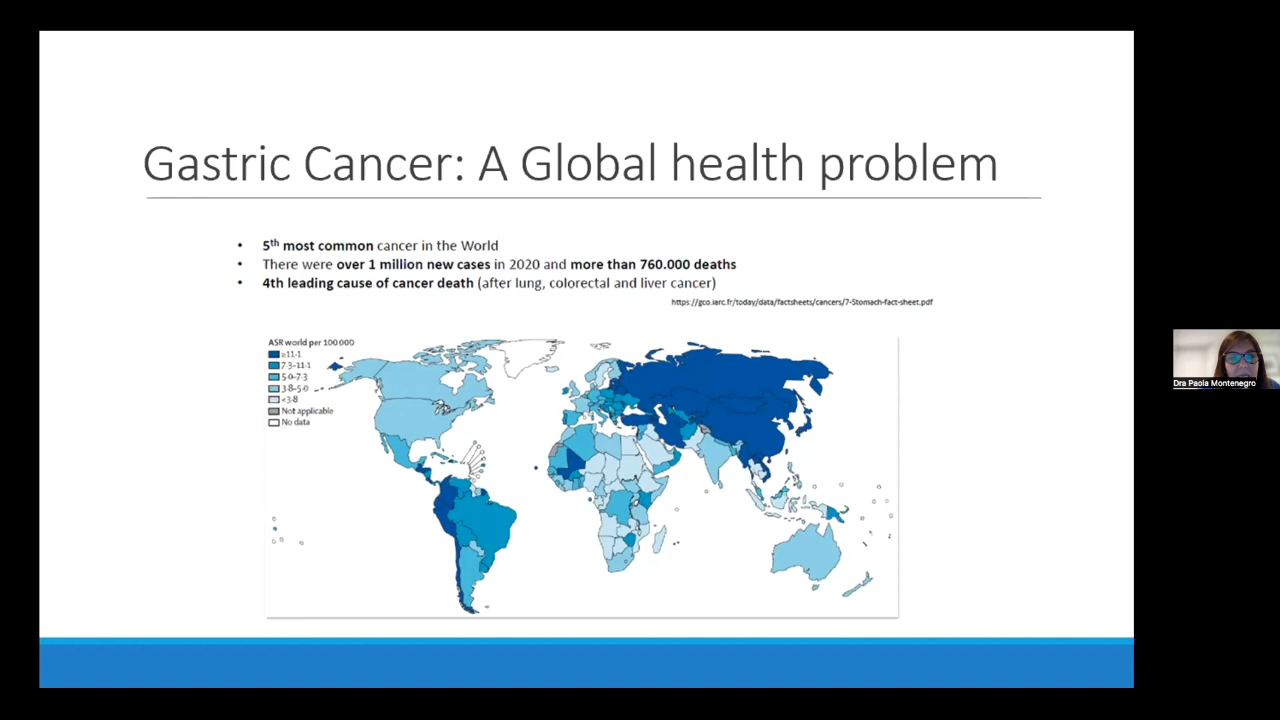 Gastric Cancer: A Global health problem
• 5th most common cancer in the World
• There were over 1 million new cases in 2020 and more than 760.000 deaths
• 4th leading cause of cancer death (after lung, colorectal and liver cancer)
https://gco.iarc.fr/today/data/factsheets/cancers/7-Stomach-fact-sheet.pdf
ASR world per 100 000
≥11·1
7·3–11·1
5·0–7·3
3·8–5·0
<3·8
Not applicable
No data
Dra Paola Montenegro